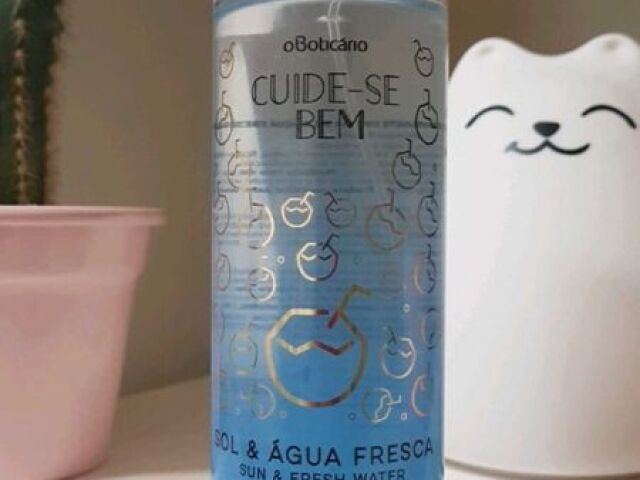 oBoticário
CUIDE-SE
BEM
SOL & ÁGUA FRESCA
SUN & FRESH WATER